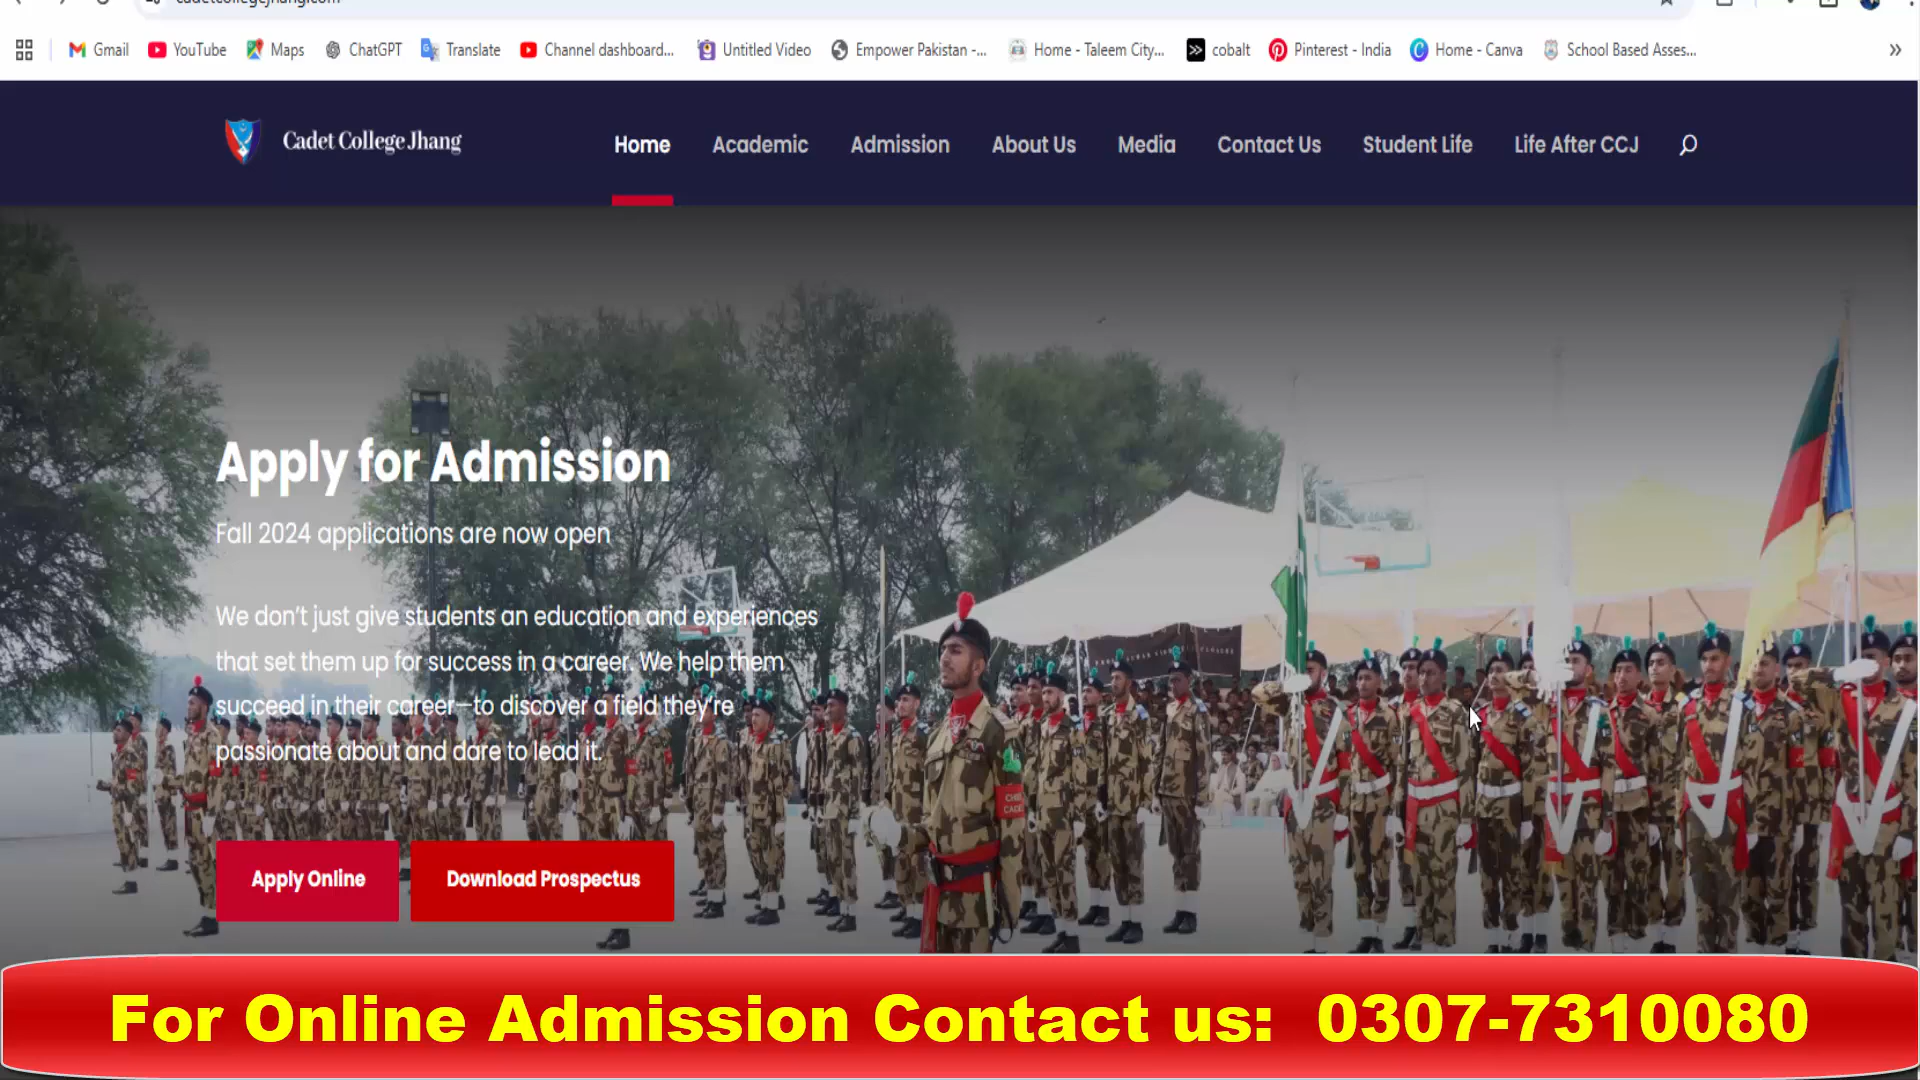 cadetcollegejhang.com
Gmail YouTube Maps ChatGPT Translate Channel dashboard... Untitled Video Empower Pakistan -... Home - Taleem City... cobalt Pinterest - India Home - Canva School Based Asses...
Cadet College Jhang Home Academic Admission About Us Media Contact Us Student Life Life After CCJ
Apply for Admission
Fall 2024 applications are now open
We don’t just give students an education and experiences
that set them up for success in a career. We help them
succeed in their career—to discover a field they’re
passionate about and dare to lead it.
Apply Online Download Prospectus
For Online Admission Contact us: 0307-7310080